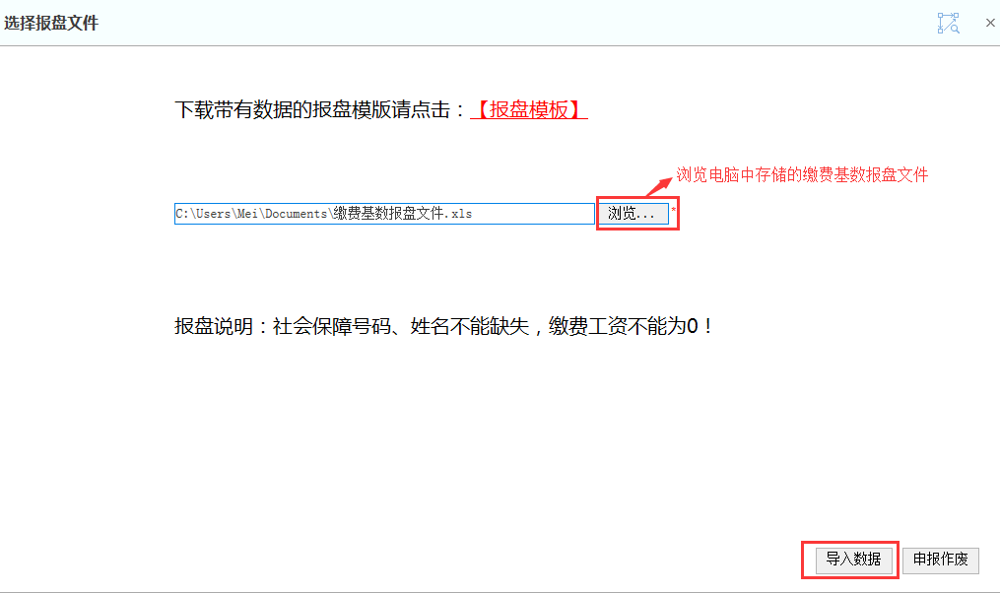 选择报盘文件
下载带有数据的报盘模版请点击：【报盘模板】
浏览电脑中存储的缴费基数报盘文件
C:\Users\Mei\Documents\缴费基数报盘文件.xls 浏览... *
报盘说明：社会保障号码、姓名不能缺失，缴费工资不能为0！
导入数据 申报作废